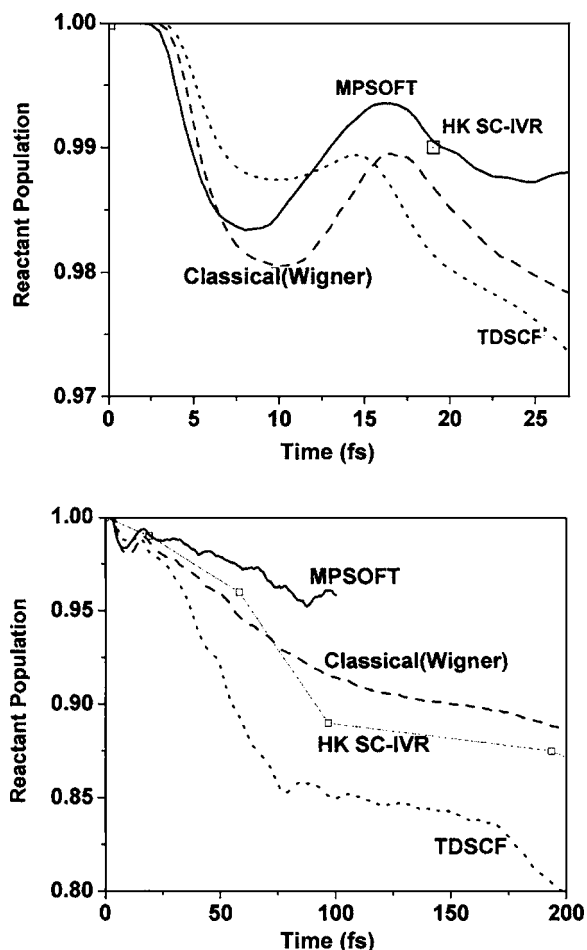 1.00
MPSOFT
HK SC-IVR
0.99
0.98
Classical(Wigner)
TDSCF
0.97
0 5 10 15 20 25
Time (fs)
Reactant Population
1.00
MPSOFT
0.95
Classical(Wigner)
0.90
HK SC-IVR
0.85
TDSCF
0.80
0 50 100 150 200
Time (fs)
Reactant Population